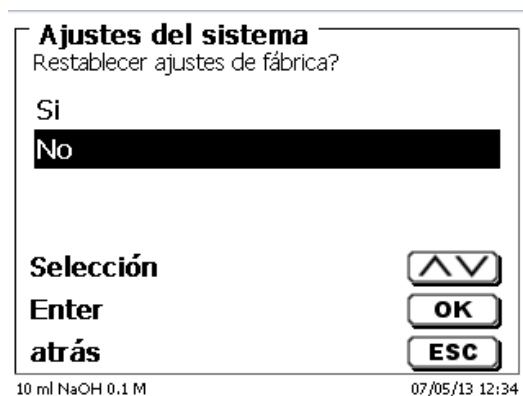 Ajustes del sistema
Restablecer ajustes de fábrica?
Si
No
Selección
Enter OK
atrás ESC
10 ml NaOH 0.1 M 07/05/13 12:34